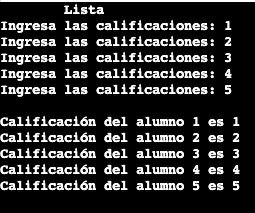 Lista
Ingresa las calificaciones: 1
Ingresa las calificaciones: 2
Ingresa las calificaciones: 3
Ingresa las calificaciones: 4
Ingresa las calificaciones: 5
Calificación del alumno 1 es 1
Calificación del alumno 2 es 2
Calificación del alumno 3 es 3
Calificación del alumno 4 es 4
Calificación del alumno 5 es 5